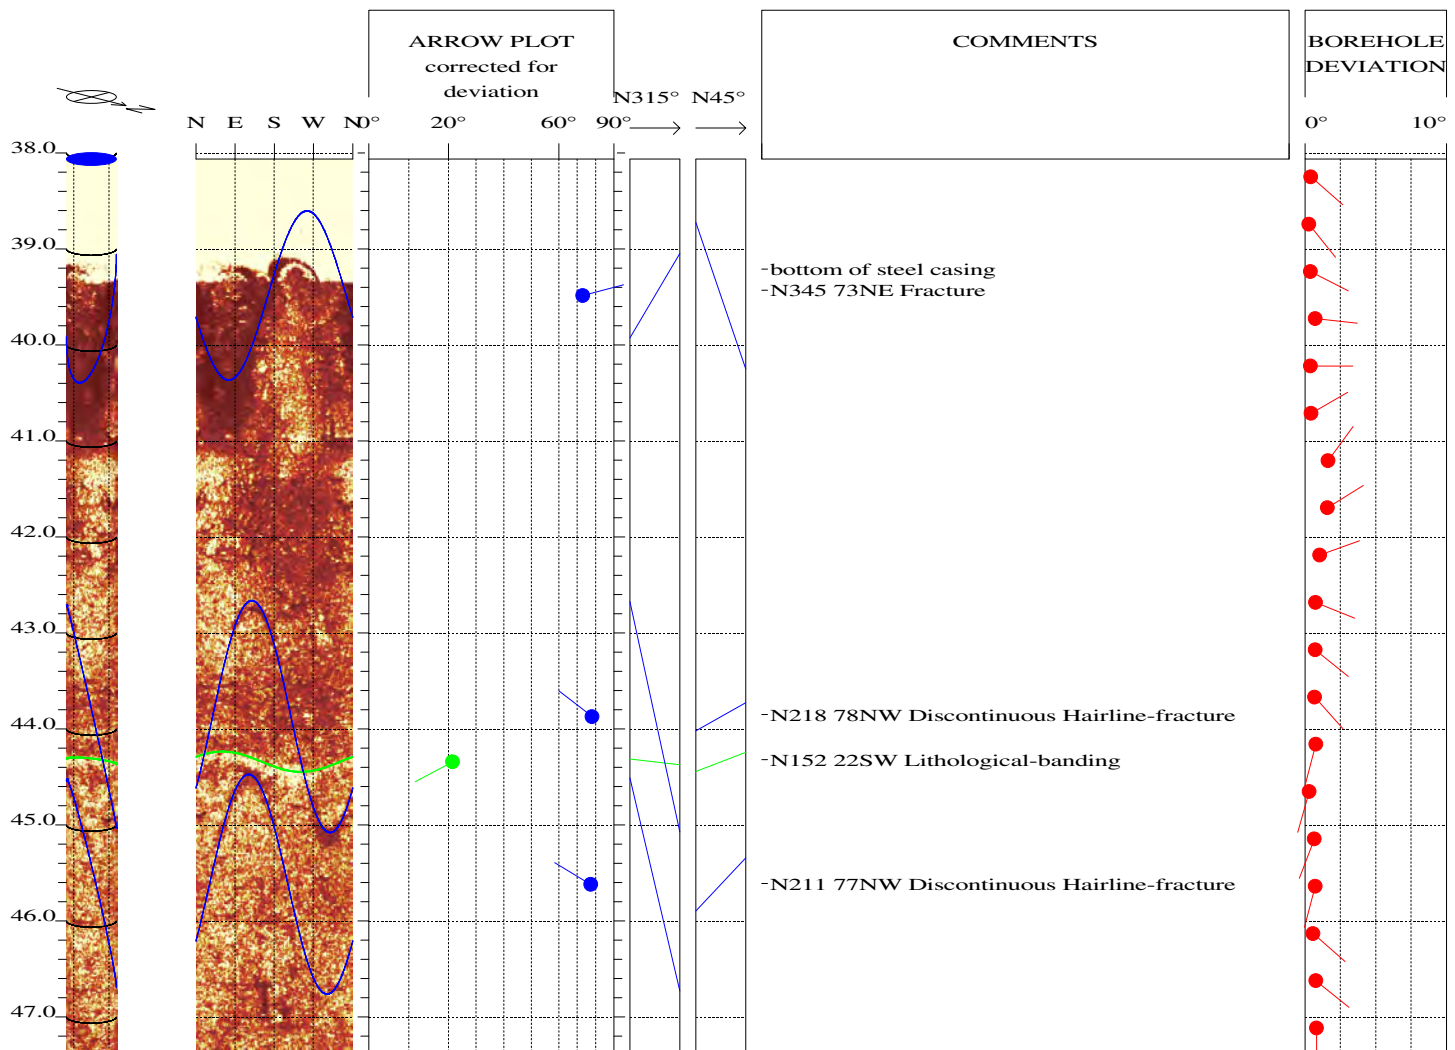 ARROW PLOT
corrected for
deviation
COMMENTS
BOREHOLE
DEVIATION
N
N E S W N
0° 20° 60° 90°
N315° N45°
0° 10°
38.0
39.0
-bottom of steel casing
-N345 73NE Fracture
40.0
41.0
42.0
43.0
-N218 78NW Discontinuous Hairline-fracture
44.0
-N152 22SW Lithological-banding
45.0
-N211 77NW Discontinuous Hairline-fracture
46.0
47.0